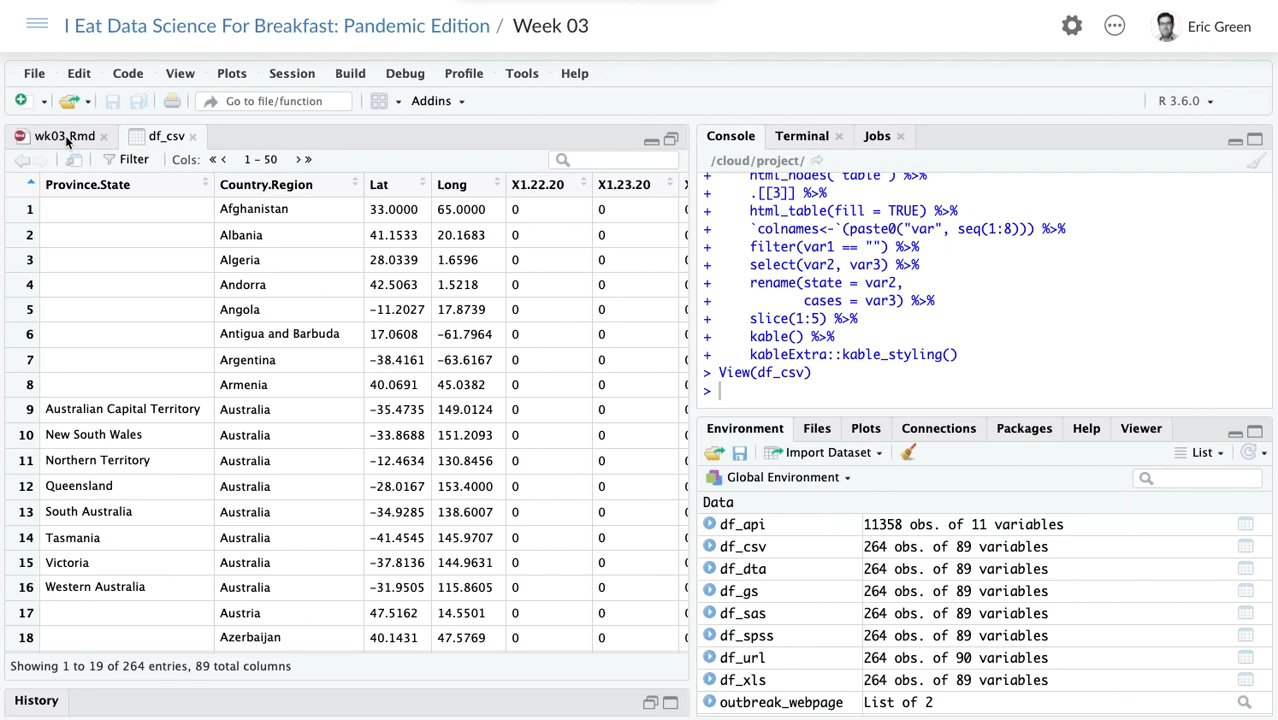 I Eat Data Science For Breakfast: Pandemic Edition / Week 03
Eric Green
File Edit Code View Plots Session Build Debug Profile Tools Help
Go to file/function Addins R 3.6.0
wk03.Rmd df_csv
Filter Cols: 1 - 50
Province.State Country.Region Lat Long X1.22.20 X1.23.20
1 Afghanistan 33.0000 65.0000 0 0
2 Albania 41.1533 20.1683 0 0
3 Algeria 28.0339 1.6596 0 0
4 Andorra 42.5063 1.5218 0 0
5 Angola -11.2027 17.8739 0 0
6 Antigua and Barbuda 17.0608 -61.7964 0 0
7 Argentina -38.4161 -63.6167 0 0
8 Armenia 40.0691 45.0382 0 0
9 Australian Capital Territory Australia -35.4735 149.0124 0 0
10 New South Wales Australia -33.8688 151.2093 0 0
11 Northern Territory Australia -12.4634 130.8456 0 0
12 Queensland Australia -28.0167 153.4000 0 0
13 South Australia Australia -34.9285 138.6007 0 0
14 Tasmania Australia -41.4545 145.9707 0 0
15 Victoria Australia -37.8136 144.9631 0 0
16 Western Australia Australia -31.9505 115.8605 0 0
17 Austria 47.5162 14.5501 0 0
18 Azerbaijan 40.1431 47.5769 0 0
Showing 1 to 19 of 264 entries, 89 total columns
History
Console Terminal Jobs
/cloud/project/
+ html_nodes("table") %>%
+ .[[3]] %>%
+ html_table(fill = TRUE) %>%
+ `colnames<-`(paste0("var", seq(1:8))) %>%
+ filter(var1 == "") %>%
+ select(var2, var3) %>%
+ rename(state = var2,
+ cases = var3) %>%
+ slice(1:5) %>%
+ kable() %>%
+ kableExtra::kable_styling()
> View(df_csv)
>
Environment Files Plots Connections Packages Help Viewer
Import Dataset List
Global Environment
Data
df_api 11358 obs. of 11 variables
df_csv 264 obs. of 89 variables
df_dta 264 obs. of 89 variables
df_gs 264 obs. of 89 variables
df_sas 264 obs. of 89 variables
df_spss 264 obs. of 89 variables
df_url 264 obs. of 90 variables
df_xls 264 obs. of 89 variables
outbreak_webpage List of 2